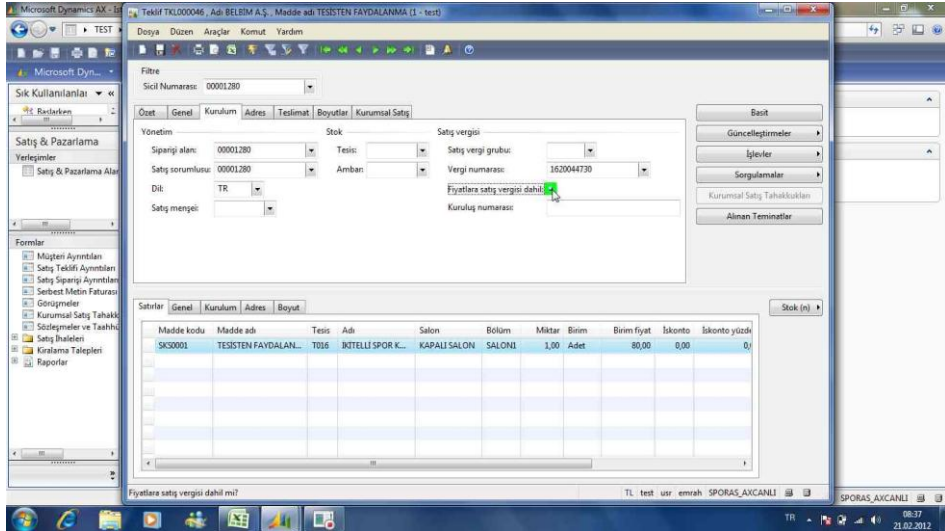 Microsoft Dynamics AX - İst
Teklif TKL000046 , Adı BELBİM A.Ş. , Madde adı TESİSTEN FAYDALANMA (1 - test)
TEST
Dosya Düzen Araçlar Komut Yardım
Microsoft Dyn...
Filtre
Sicil Numarası: 00001280
Sık Kullanılanlar
Başlarken
Özet Genel Kurulum Adres Teslimat Boyutlar Kurumsal Satış
Basit
Yönetim Stok Satış vergisi
Güncelleştirmeler
Satış & Pazarlama
Siparişi alan: 00001280 Tesis: Satış vergi grubu:
İşlevler
Yerleşimler
Satış & Pazarlama Alan
Satış sorumlusu: 00001280 Ambar: Vergi numarası: 1620044730
Sorgulamalar
Dil: TR Fiyatlara satış vergisi dahil:
Kurumsal Satış Tahakkukları
Satış menşei: Kuruluş numarası:
Alınan Teminatlar
Formlar
Müşteri Ayrıntıları
Satış Teklifi Ayrıntıları
Satış Siparişi Ayrıntıları
Serbest Metin Faturası
Görüşmeler
Kurumsal Satış Tahakk
Sözleşmeler ve Taahhü
Satış İhaleleri
Kiralama Talepleri
Raporlar
Satırlar Genel Kurulum Adres Boyut
Stok (n)
Madde kodu Madde adı Tesis Adı Salon Bölüm Miktar Birim Birim fiyat İskonto İskonto yüzde
SKS0001 TESİSTEN FAYDALAN... T016 İKİTELLİ SPOR K... KAPALI SALON SALON1 1,00 Adet 80,00 0,00 0,
Fiyatlara satış vergisi dahil mi?
TL test usr emrah SPORAS_AXCANLI
SPORAS_AXCANLI
TR
08:37
21.02.2012